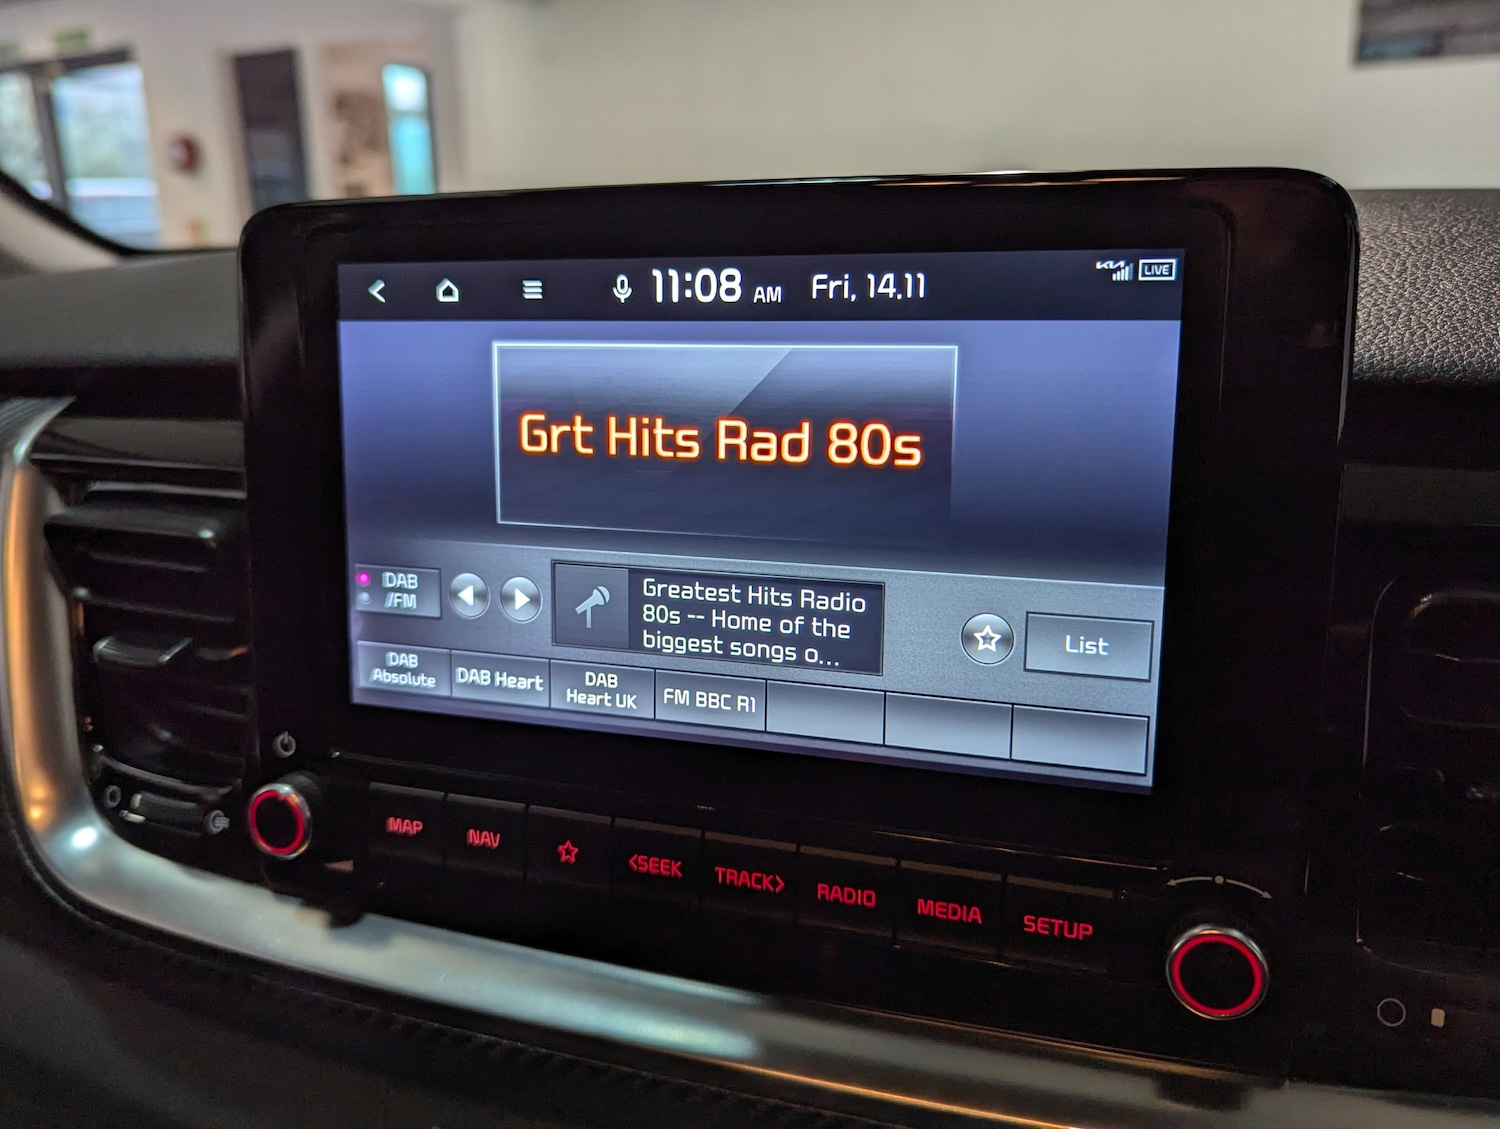 11:08 AM Fri, 14.11
KIA LIVE
Grt Hits Rad 80s
DAB
/FM
Greatest Hits Radio
80s -- Home of the
biggest songs o...
List
DAB
Absolute
DAB Heart
DAB
Heart UK
FM BBC R1
MAP
NAV
<SEEK
TRACK>
RADIO
MEDIA
SETUP